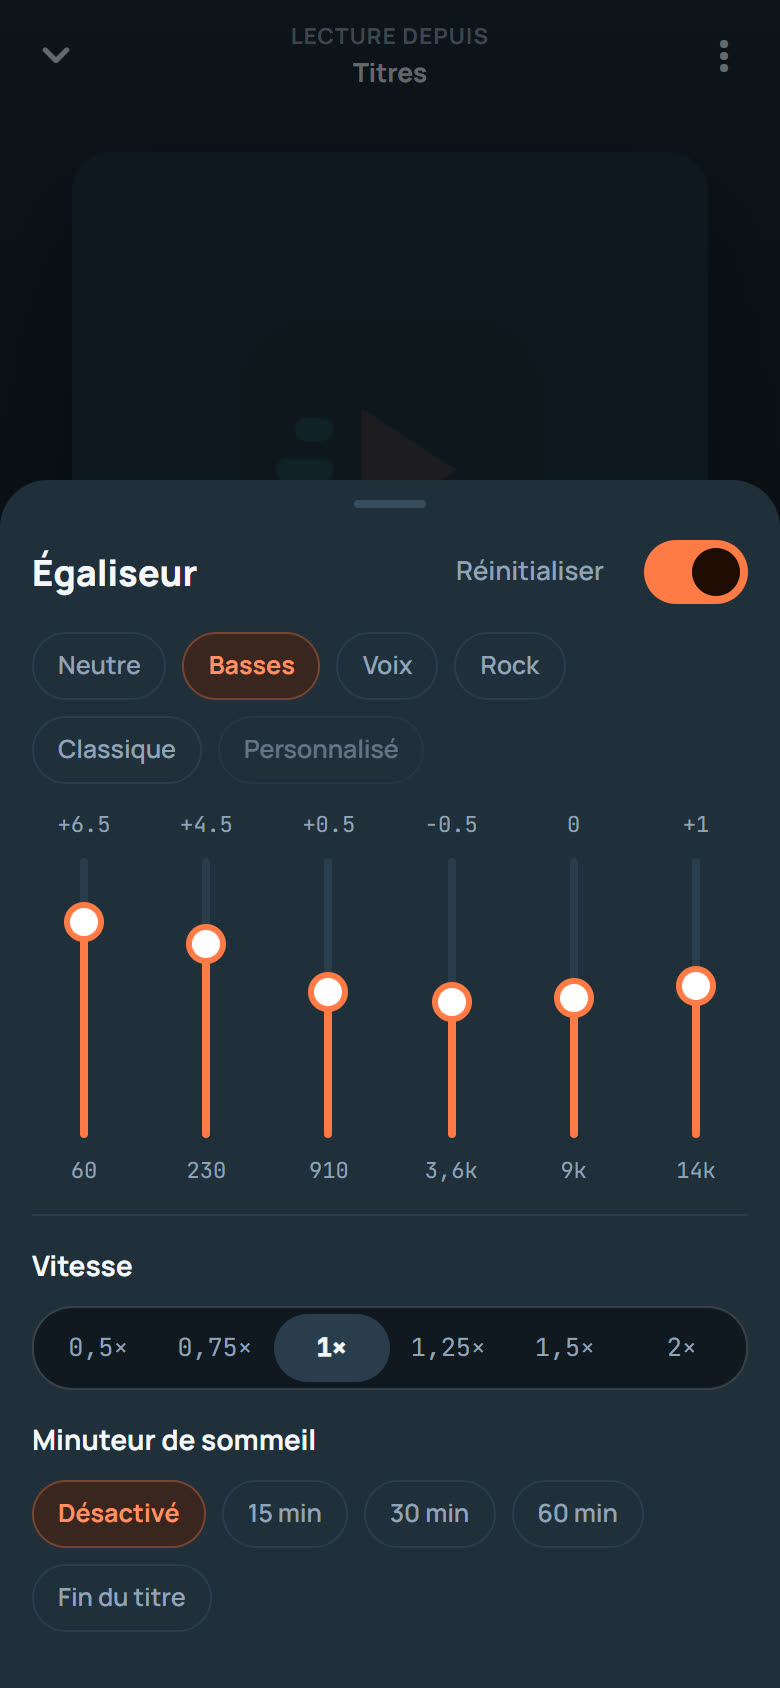 LECTURE DEPUIS
Titres
Égaliseur
Réinitialiser
Neutre Basses Voix Rock
Classique Personnalisé
+6.5 +4.5 +0.5 -0.5 0 +1
60 230 910 3,6k 9k 14k
Vitesse
0,5× 0,75× 1× 1,25× 1,5× 2×
Minuteur de sommeil
Désactivé 15 min 30 min 60 min
Fin du titre